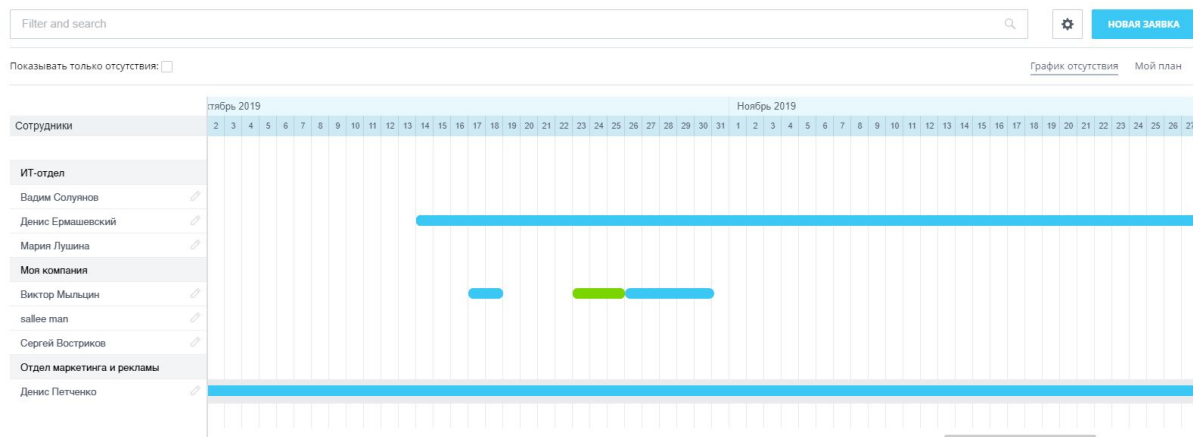 Filter and search
НОВАЯ ЗАЯВКА
Показывать только отсутствия:
График отсутствия Мой план
тябрь 2019 Ноябрь 2019
Сотрудники 2 3 4 5 6 7 8 9 10 11 12 13 14 15 16 17 18 19 20 21 22 23 24 25 26 27 28 29 30 31 1 2 3 4 5 6 7 8 9 10 11 12 13 14 15 16 17 18 19 20 21 22 23 24 25 26 27
ИТ-отдел
Вадим Солуянов
Денис Ермашевский
Мария Лушина
Моя компания
Виктор Мыльцин
sallee man
Сергей Востриков
Отдел маркетинга и рекламы
Денис Петченко